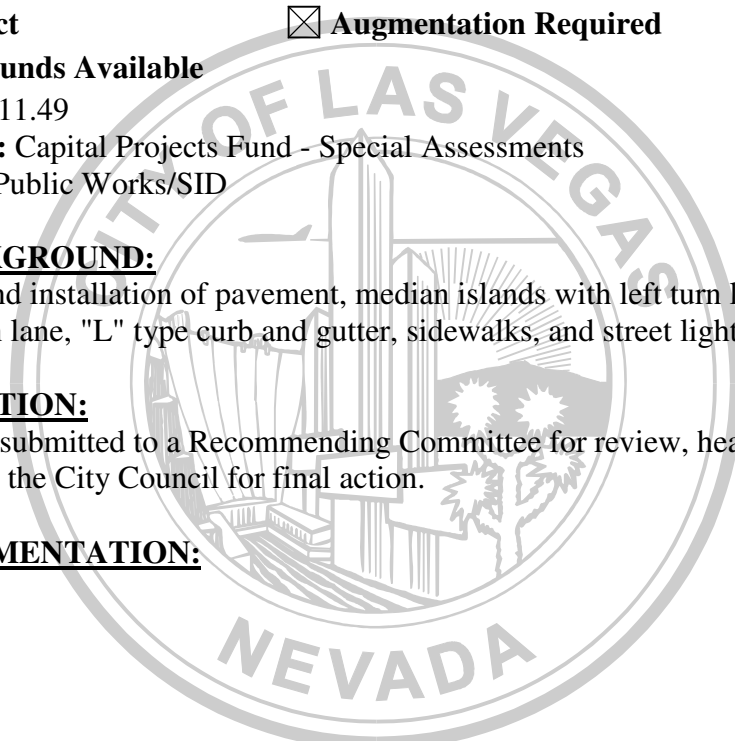 ct ☒ Augmentation Required
unds Available
11.49
: Capital Projects Fund - Special Assessments
Public Works/SID
KGROUND:
nd installation of pavement, median islands with left turn l
n lane, "L" type curb and gutter, sidewalks, and street light
TION:
submitted to a Recommending Committee for review, hea
the City Council for final action.
MENTATION:
CITY OF LAS VEGAS
NEVADA